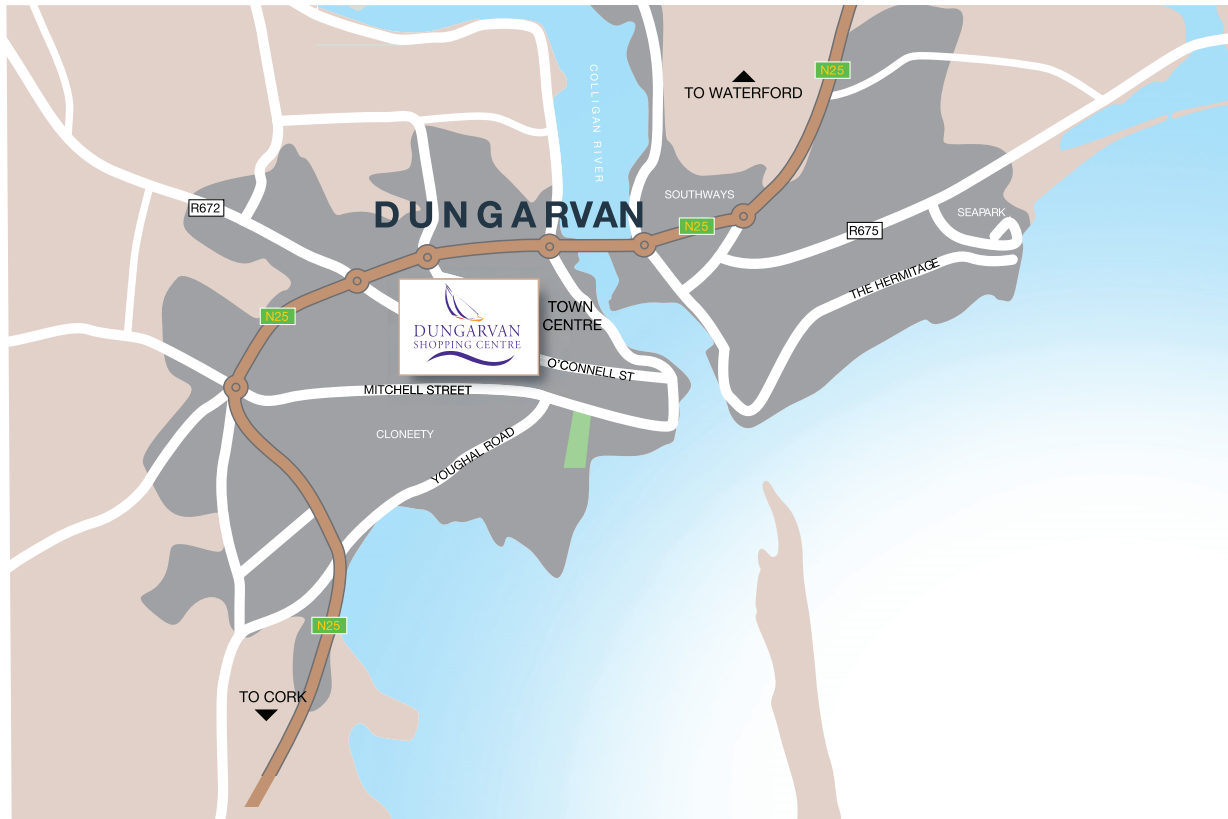 COLLIGAN RIVER
N25
TO WATERFORD
SOUTHWAYS
R672
DUNGARVAN
N25
R675
SEAPARK
THE HERMITAGE
N25
DUNGARVAN
SHOPPING CENTRE
TOWN
CENTRE
O'CONNELL ST
MITCHELL STREET
CLONEETY
YOUGHAL ROAD
N25
TO CORK